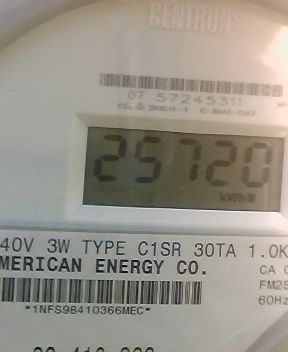 CENTRON®
07 57245311
25720
kWh
40V 3W TYPE C1SR 30TA 1.0K
MERICAN ENERGY CO.
CA
FM2S
60Hz
*1NFS98410366MEC*